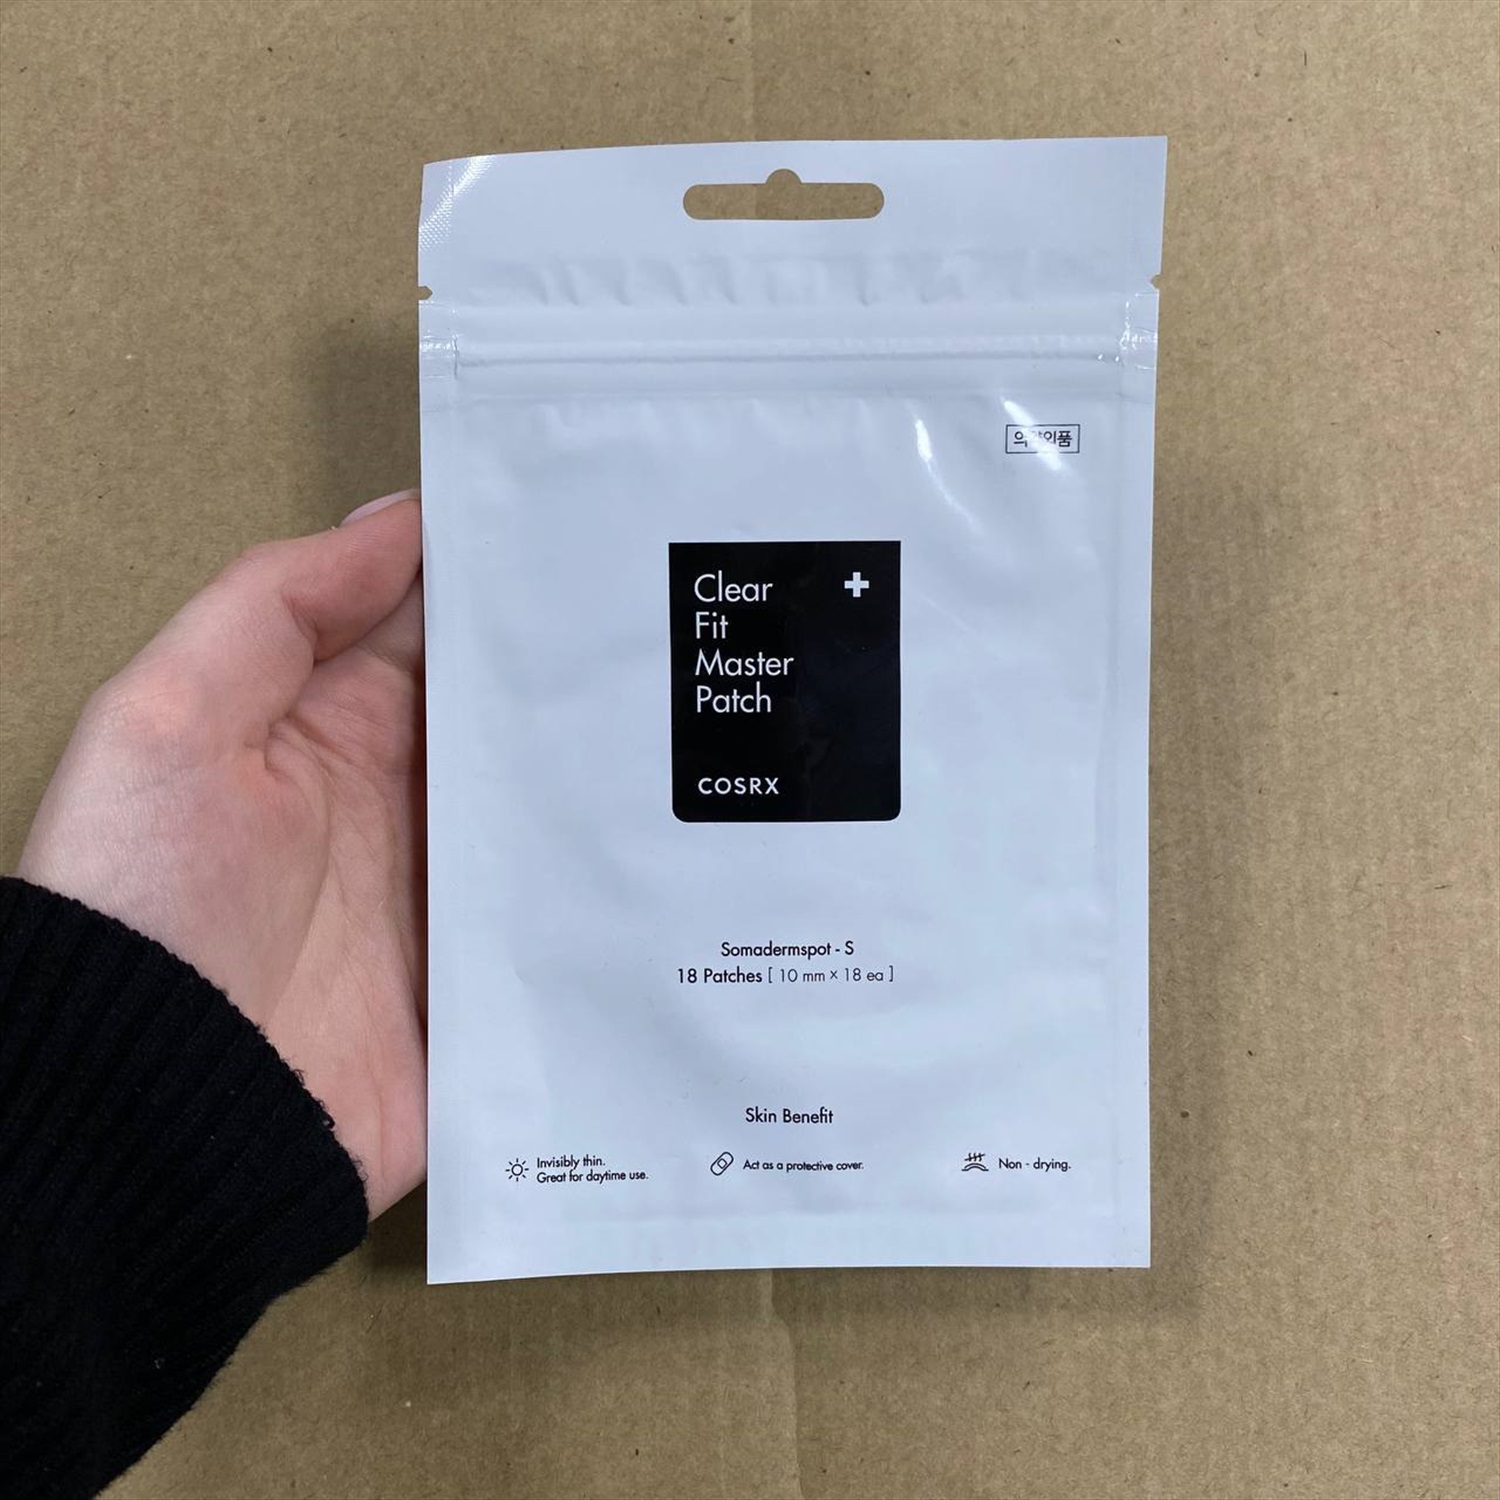 Clear
Fit
Master
Patch
COSRX
Somadermspot - S
18 Patches [ 10 mm × 18 ea ]
Skin Benefit
Invisibly thin.
Great for daytime use.
Act as a protective cover.
Non - drying.